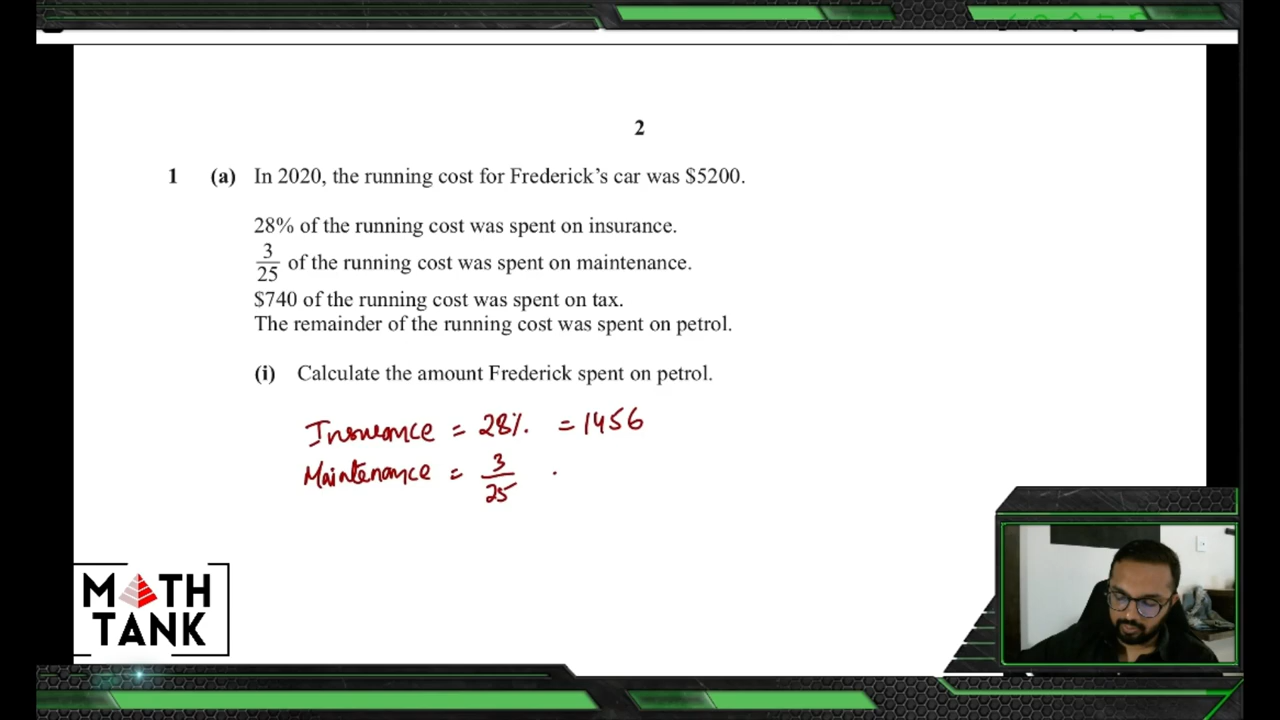 2
1 (a) In 2020, the running cost for Frederick’s car was $5200.
28% of the running cost was spent on insurance.
3/25 of the running cost was spent on maintenance.
$740 of the running cost was spent on tax.
The remainder of the running cost was spent on petrol.
(i) Calculate the amount Frederick spent on petrol.
Insurance = 28% = 1456
Maintenance = 3/25
MATH
TANK